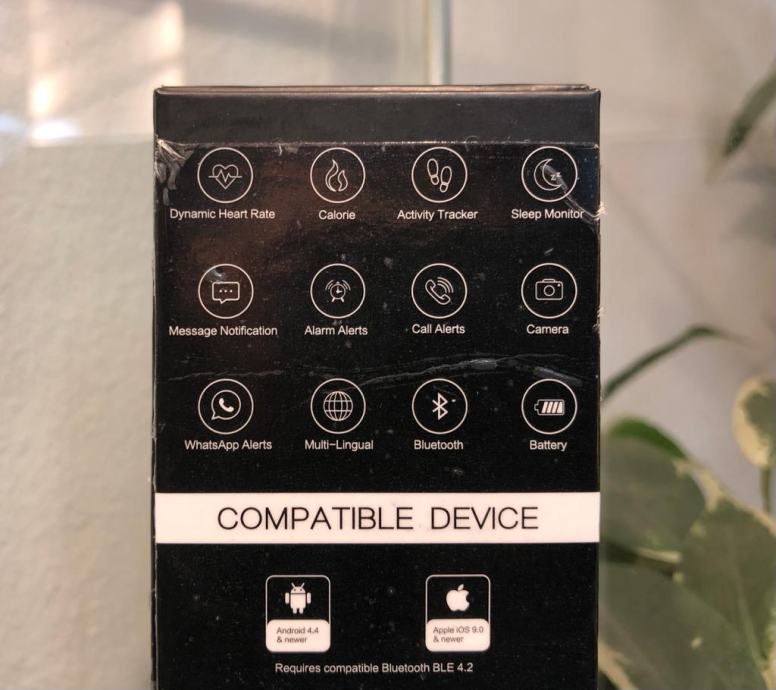 Dynamic Heart Rate Calorie Activity Tracker Sleep Monitor
Message Notification Alarm Alerts Call Alerts Camera
WhatsApp Alerts Multi-Lingual Bluetooth Battery
COMPATIBLE DEVICE
Android 4.4 Apple iOS 9.0
& newer & newer
Requires compatible Bluetooth BLE 4.2